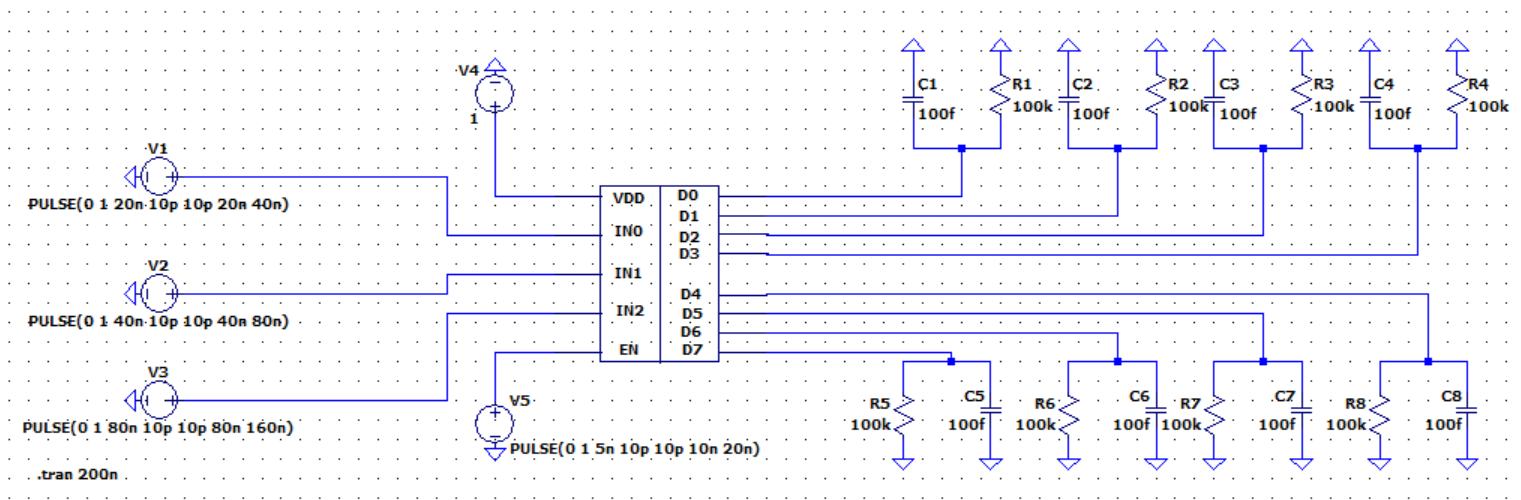 V4
1
V1
PULSE(0 1 20n 10p 10p 20n 40n)
V2
PULSE(0 1 40n 10p 10p 40n 80n)
V3
PULSE(0 1 80n 10p 10p 80n 160n)
.tran 200n
V5
PULSE(0 1 5n 10p 10p 10n 20n)
VDD
IN0
IN1
IN2
EN
D0
D1
D2
D3
D4
D5
D6
D7
C1
100f
R1
100k
C2
100f
R2
100k
C3
100f
R3
100k
C4
100f
R4
100k
R5
100k
C5
100f
R6
100k
C6
100f
R7
100k
C7
100f
R8
100k
C8
100f